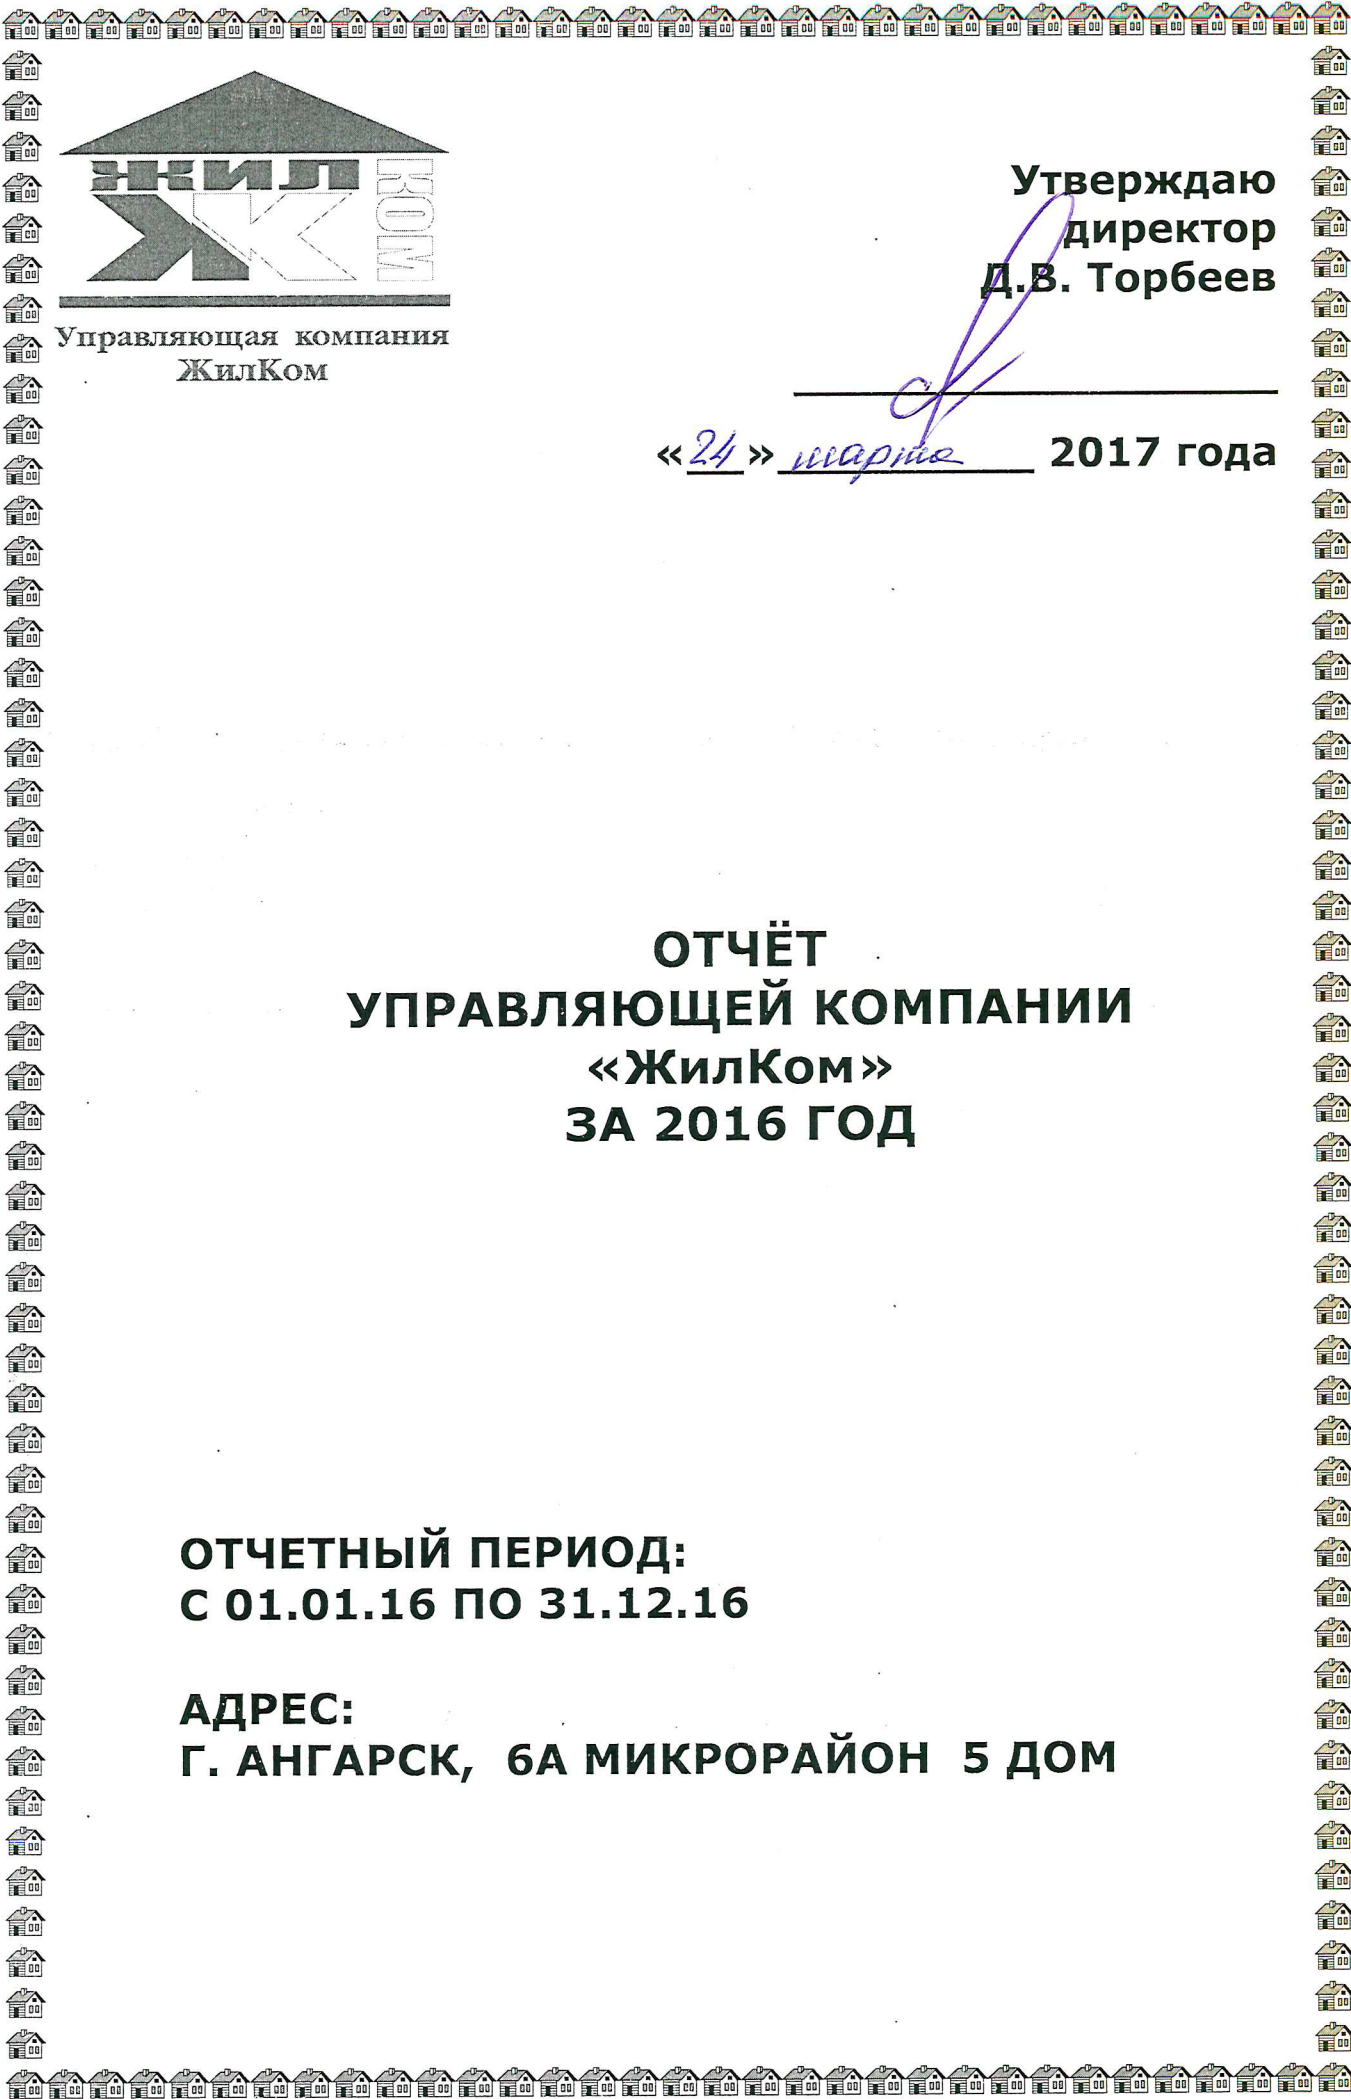 ЖИЛ
КОМ
ЖК
Управляющая компания
ЖилКом
Утверждаю
директор
Д.В. Торбеев
«24» марта 2017 года
ОТЧЁТ
УПРАВЛЯЮЩЕЙ КОМПАНИИ
«ЖилКом»
ЗА 2016 ГОД
ОТЧЕТНЫЙ ПЕРИОД:
С 01.01.16 ПО 31.12.16
АДРЕС:
Г. АНГАРСК, 6А МИКРОРАЙОН 5 ДОМ